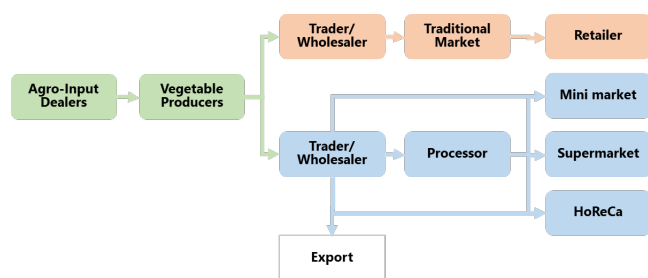 Trader/
Wholesaler
Traditional
Market
Retailer
Agro-Input
Dealers
Vegetable
Producers
Mini market
Trader/
Wholesaler
Processor
Supermarket
HoReCa
Export